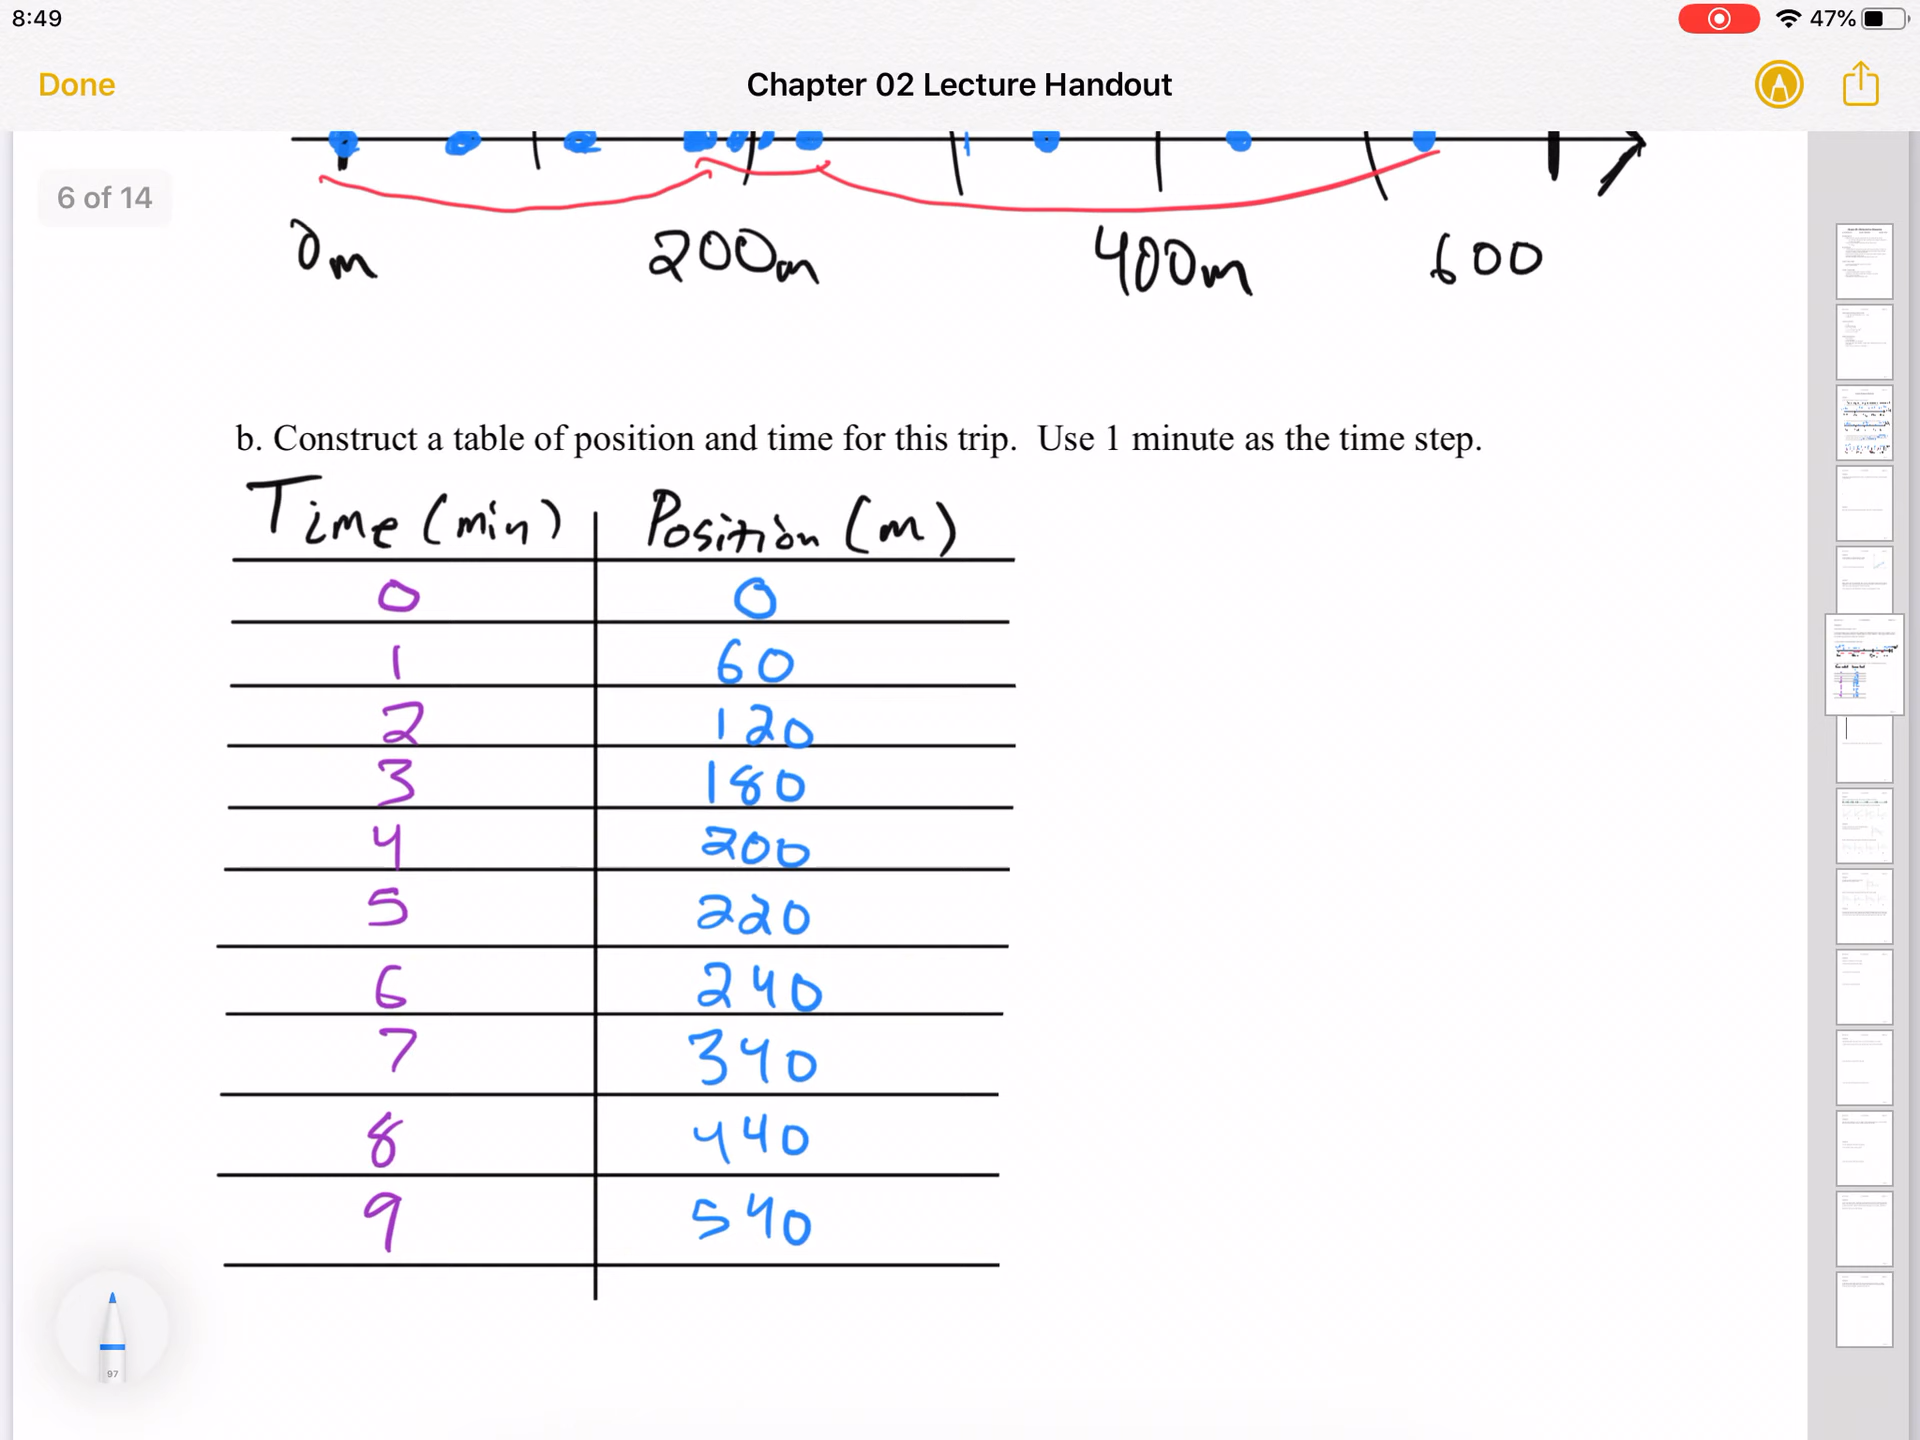 8:49
47%
Done
Chapter 02 Lecture Handout
6 of 14
0m 200m 400m 600
b. Construct a table of position and time for this trip. Use 1 minute as the time step.
Time (min) Position (m)
0 0
1 60
2 120
3 180
4 200
5 220
6 240
7 340
8 440
9 540
97